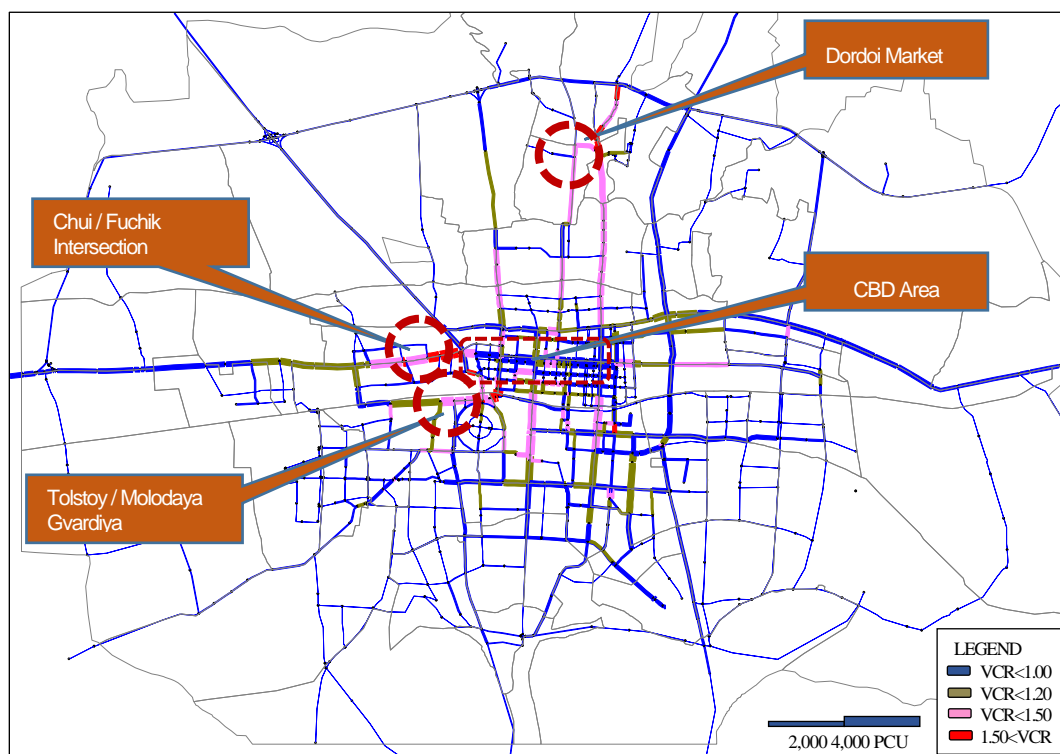 Dordoi Market
Chui / Fuchik
Intersection
CBD Area
Tolstoy / Molodaya
Gvardiya
LEGEND
VCR<1.00
VCR<1.20
VCR<1.50
1.50<VCR
2,000 4,000 PCU